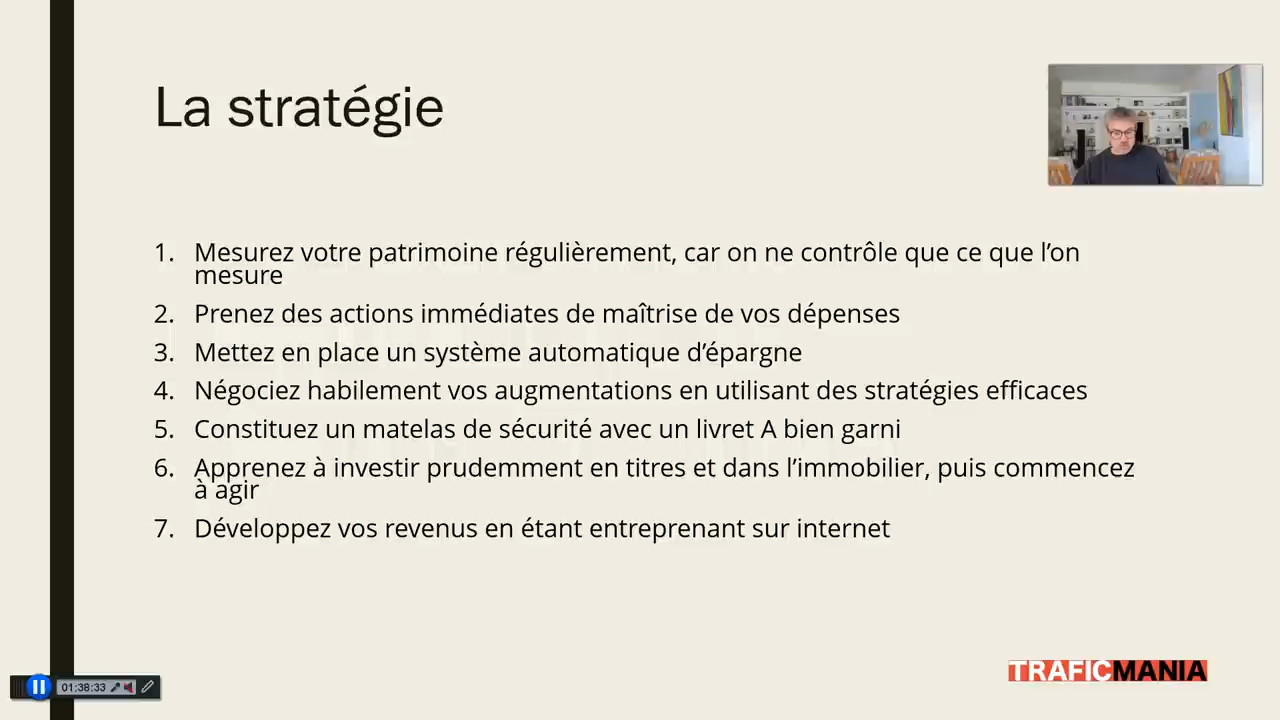 La stratégie
1. Mesurez votre patrimoine régulièrement, car on ne contrôle que ce que l’on
mesure
2. Prenez des actions immédiates de maîtrise de vos dépenses
3. Mettez en place un système automatique d’épargne
4. Négociez habilement vos augmentations en utilisant des stratégies efficaces
5. Constituez un matelas de sécurité avec un livret A bien garni
6. Apprenez à investir prudemment en titres et dans l’immobilier, puis commencez
à agir
7. Développez vos revenus en étant entreprenant sur internet
TRAFICMANIA
01:38:33